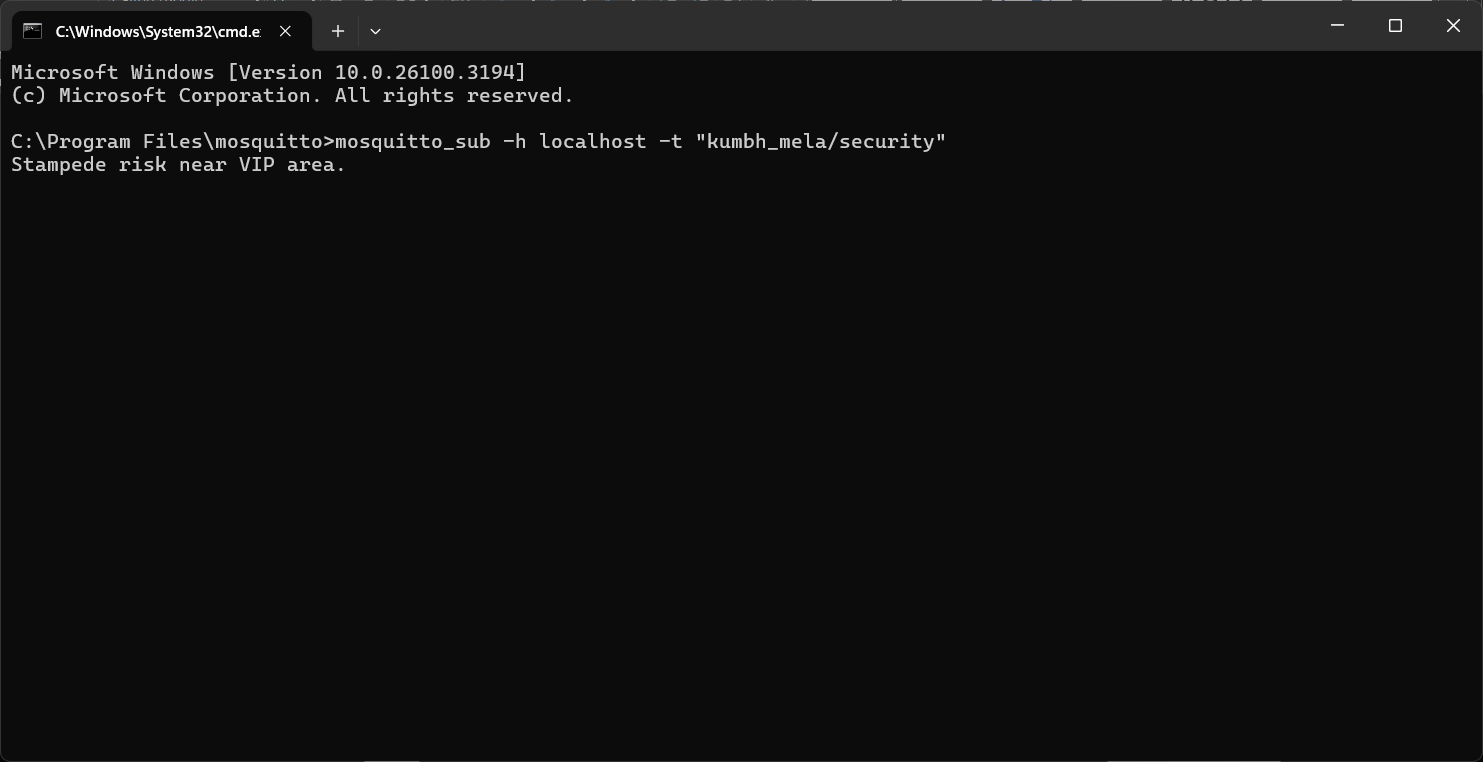 C:\Windows\System32\cmd.e
Microsoft Windows [Version 10.0.26100.3194]
(c) Microsoft Corporation. All rights reserved.
C:\Program Files\mosquitto>mosquitto_sub -h localhost -t "kumbh_mela/security"
Stampede risk near VIP area.